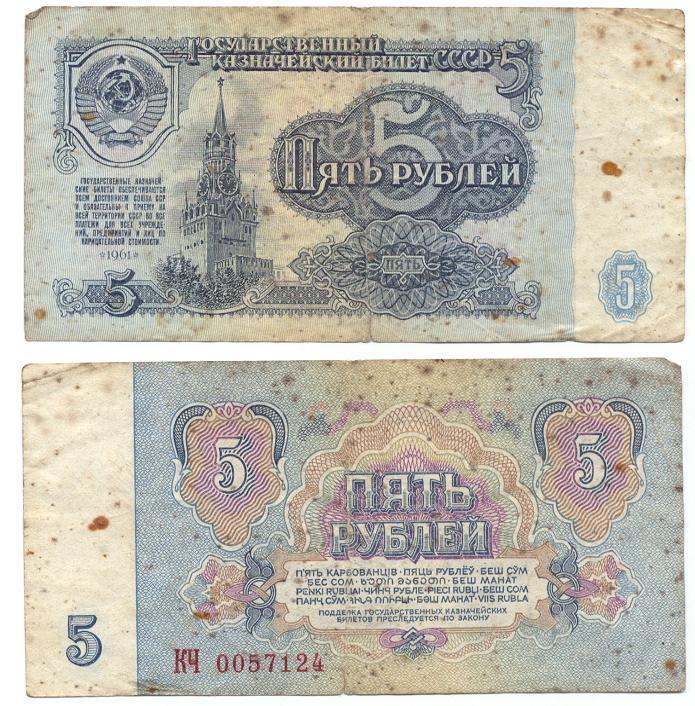 ГОСУДАРСТВЕННЫЙ
КАЗНАЧЕЙСКИЙ БИЛЕТ СССР 5
5
ПЯТЬ РУБЛЕЙ
ГОСУДАРСТВЕННЫЕ КАЗНАЧЕЙ-
СКИЕ БИЛЕТЫ ОБЕСПЕЧИВАЮТСЯ
ВСЕМ ДОСТОЯНИЕМ СОЮЗА ССР
И ОБЯЗАТЕЛЬНЫ К ПРИЕМУ НА
ВСЕЙ ТЕРРИТОРИИ СССР ВО ВСЕ
ПЛАТЕЖИ ДЛЯ ВСЕХ УЧРЕЖДЕ-
НИЙ, ПРЕДПРИЯТИЙ И ЛИЦ ПО
НАРИЦАТЕЛЬНОЙ СТОИМОСТИ.
*1961*
ПЯТЬ
5
5
5
5
ПЯТЬ
РУБЛЕЙ
П'ЯТЬ КАРБОВАНЦІВ · ПЯЦЬ РУБЛЁЎ · БЕШ СЎМ
БЕС СОМ · ᲮᲣᲗᲘ ᲛᲐᲜᲔᲗᲘ · БЕШ МАНАТ
PENKI RUBLIAI · ЧИНЧ РУБЛЕ · PIECI RUBĻI · БЕШ СОМ
ПАНҶ СӮМ · ՀԻՆԳ ՌՈՒԲԼԻ · БӘШ МАНАТ · VIIS RUBLA
ПОДДЕЛКА ГОСУДАРСТВЕННЫХ КАЗНАЧЕЙСКИХ
БИЛЕТОВ ПРЕСЛЕДУЕТСЯ ПО ЗАКОНУ
5
КЧ 0057124